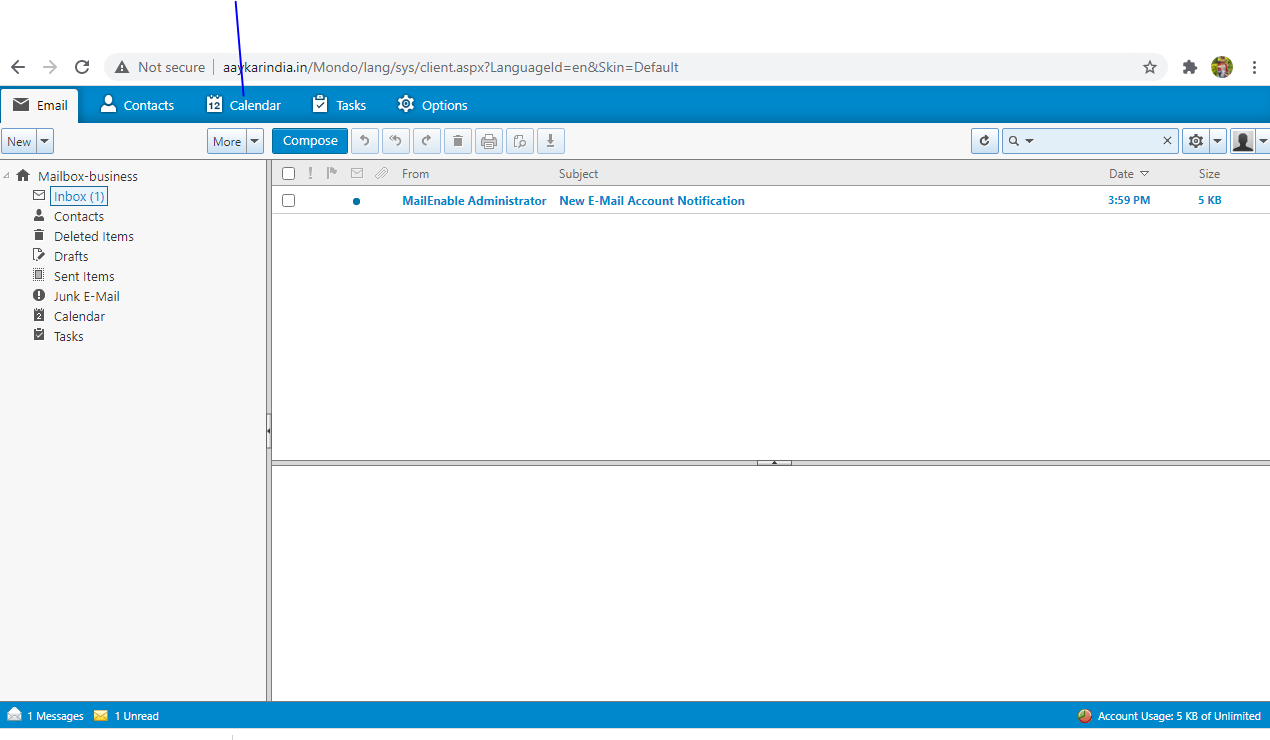 Not secure aaykarindia.in/Mondo/lang/sys/client.aspx?LanguageId=en&Skin=Default
Email Contacts 12 Calendar Tasks Options
New More Compose
Mailbox-business
Inbox (1)
Contacts
Deleted Items
Drafts
Sent Items
Junk E-Mail
2 Calendar
Tasks
! From Subject Date Size
MailEnable Administrator New E-Mail Account Notification 3:59 PM 5 KB
1 Messages 1 Unread Account Usage: 5 KB of Unlimited